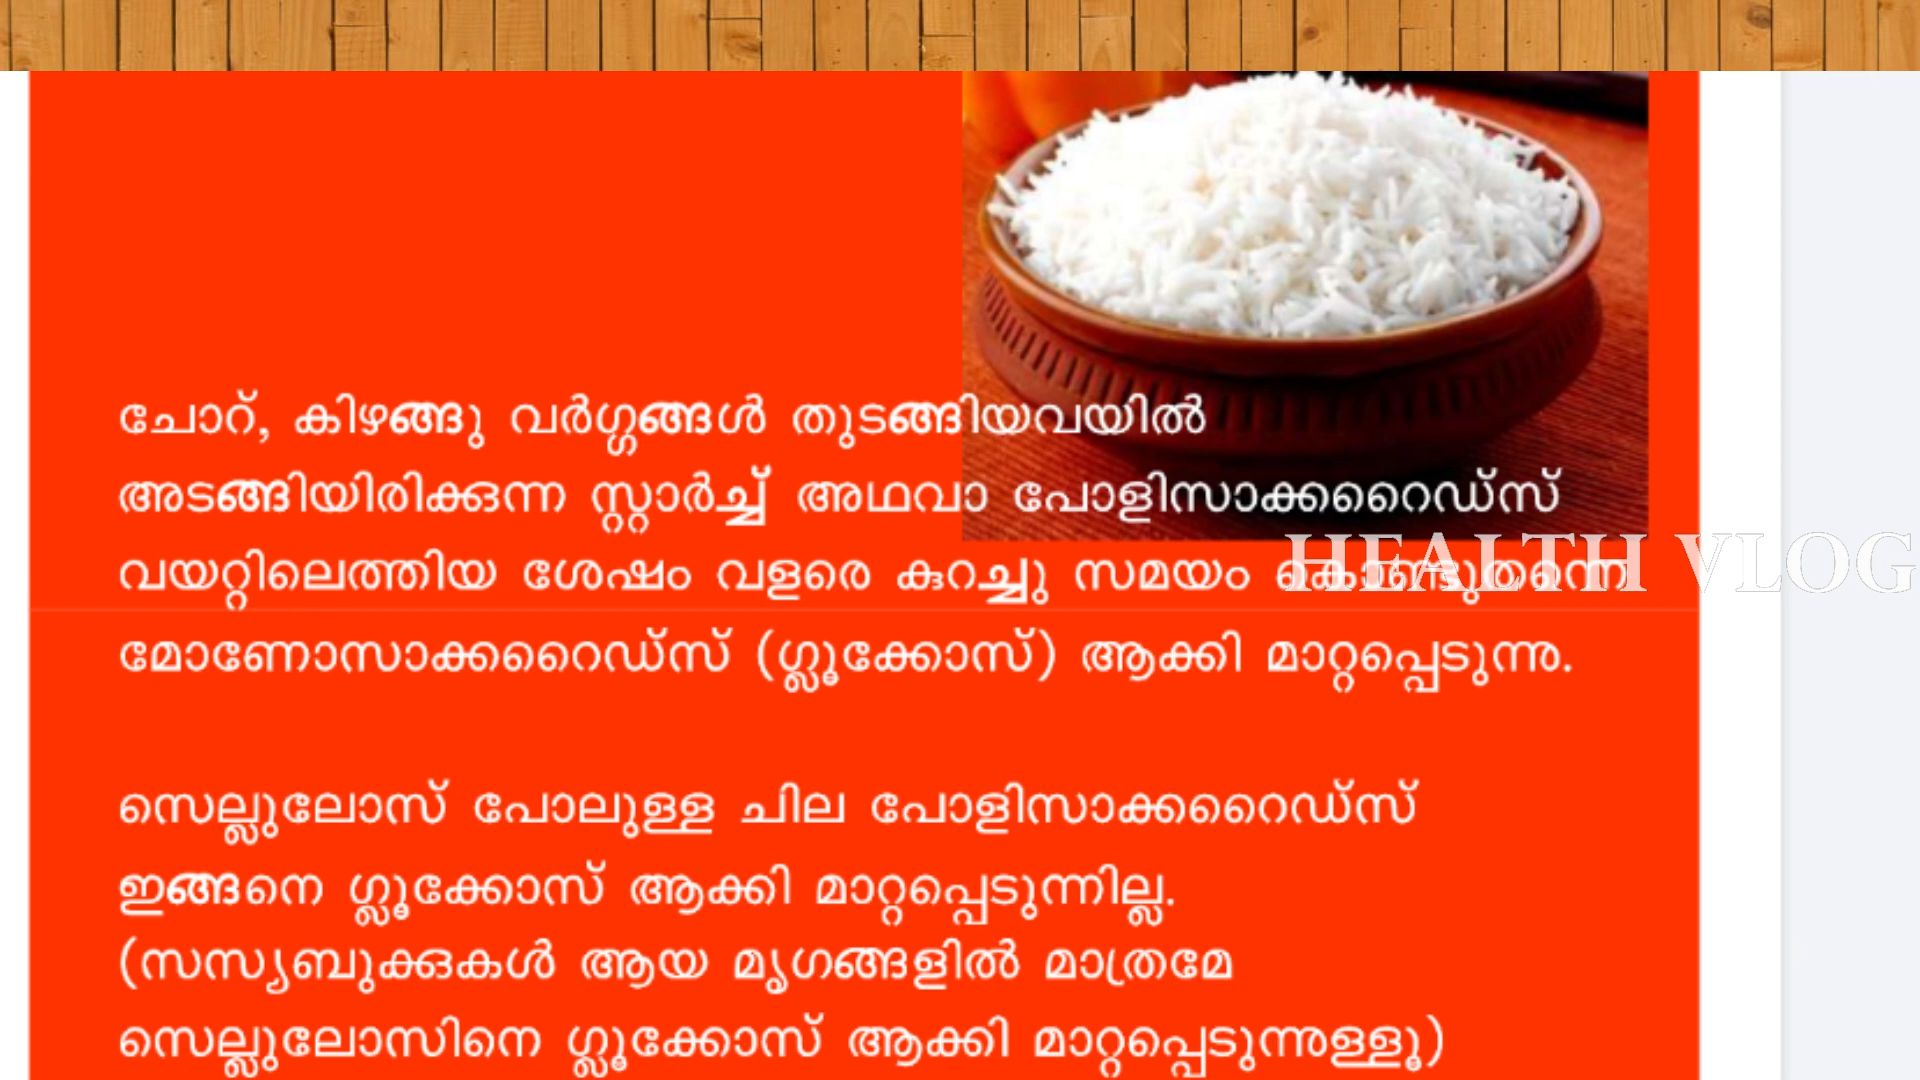 ചോറ്, കിഴങ്ങു വർഗ്ഗങ്ങൾ തുടങ്ങിയവയിൽ
അടങ്ങിയിരിക്കുന്ന സ്റ്റാർച്ച് അഥവാ പോളിസാക്കറൈഡ്സ്
വയറ്റിലെത്തിയ ശേഷം വളരെ കുറച്ചു സമയം കൊണ്ടുതന്നെ
HEALTH VLOG
മോണോസാക്കറൈഡ്സ് (ഗ്ലൂക്കോസ്) ആക്കി മാറ്റപ്പെടുന്നു.
സെല്ലുലോസ് പോലുള്ള ചില പോളിസാക്കറൈഡ്സ്
ഇങ്ങനെ ഗ്ലൂക്കോസ് ആക്കി മാറ്റപ്പെടുന്നില്ല.
(സസ്യബുക്കുകൾ ആയ മൃഗങ്ങളിൽ മാത്രമേ
സെല്ലുലോസിനെ ഗ്ലൂക്കോസ് ആക്കി മാറ്റപ്പെടുന്നുള്ളൂ)